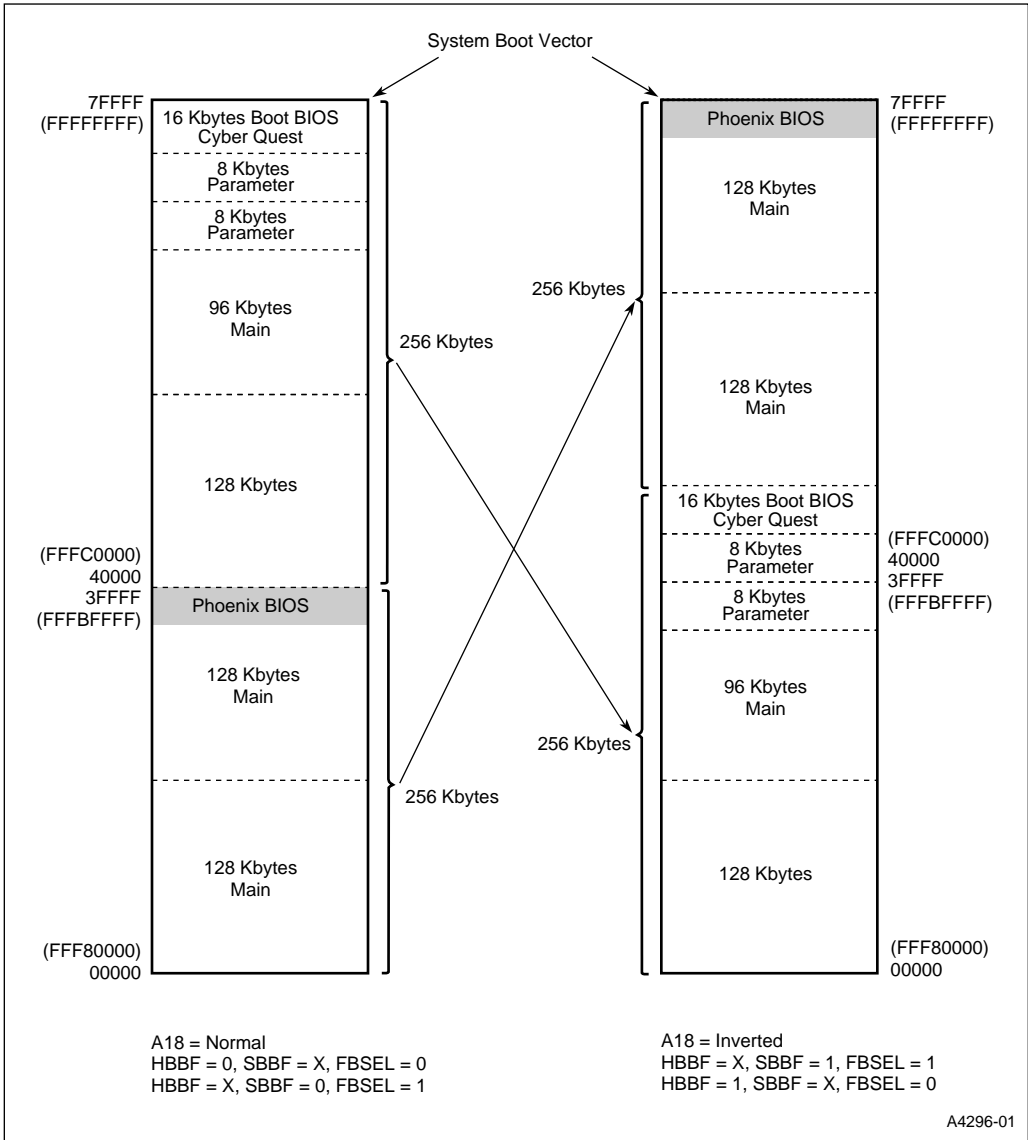 System Boot Vector
7FFFF
(FFFFFFFF)
16 Kbytes Boot BIOS
Cyber Quest
8 Kbytes
Parameter
8 Kbytes
Parameter
96 Kbytes
Main
128 Kbytes
(FFFC0000)
40000
3FFFF
(FFFBFFFF)
Phoenix BIOS
128 Kbytes
Main
128 Kbytes
Main
(FFF80000)
00000
256 Kbytes
256 Kbytes
A18 = Normal
HBBF = 0, SBBF = X, FBSEL = 0
HBBF = X, SBBF = 0, FBSEL = 1
7FFFF
(FFFFFFFF)
Phoenix BIOS
128 Kbytes
Main
256 Kbytes
128 Kbytes
Main
16 Kbytes Boot BIOS
Cyber Quest
8 Kbytes
Parameter
(FFFC0000)
40000
3FFFF
(FFFBFFFF)
8 Kbytes
Parameter
96 Kbytes
Main
256 Kbytes
128 Kbytes
(FFF80000)
00000
A18 = Inverted
HBBF = X, SBBF = 1, FBSEL = 1
HBBF = 1, SBBF = X, FBSEL = 0
A4296-01